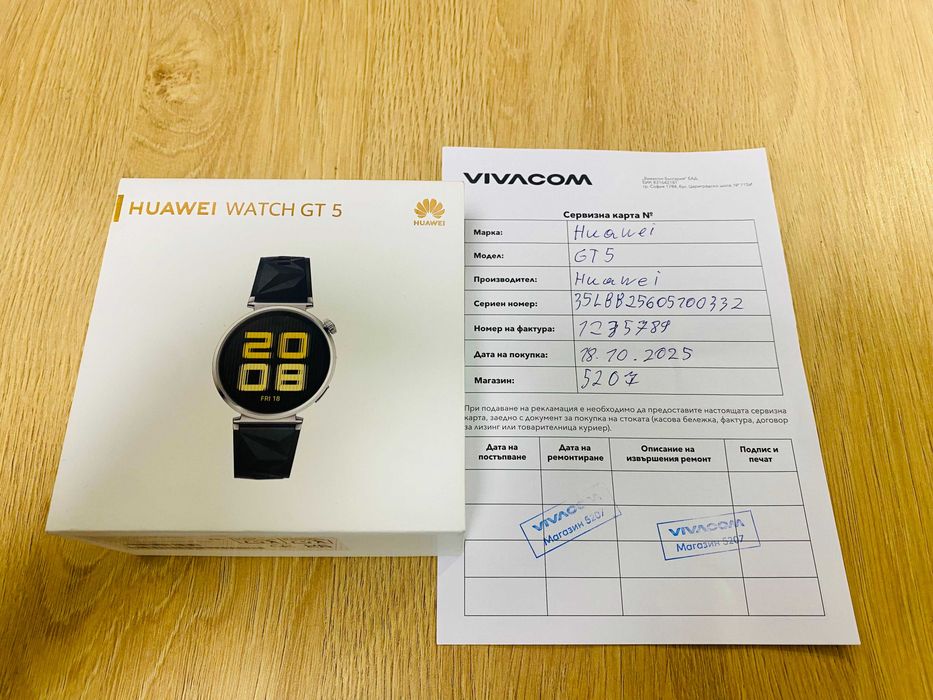 HUAWEI WATCH GT 5
HUAWEI
20
08
FRI 18
VIVACOM
Сервизна карта №
Марка: Huawei
Модел: GT 5
Производител: Huawei
Сериен номер: 35LBB25605100332
Номер на фактура: 1275789
Дата на покупка: 18.10.2025
Магазин: 5207
При подаване на рекламация е необходимо да предоставите настоящата сервизна
карта, заедно с документ за покупка на стоката (касова бележка, фактура, договор
за лизинг или товарителница куриер).
Дата на постъпване
Дата на ремонтиране
Описание на извършения ремонт
Подпис и печат
VIVACOM
Магазин 5207
VIVACOM
Магазин 5207